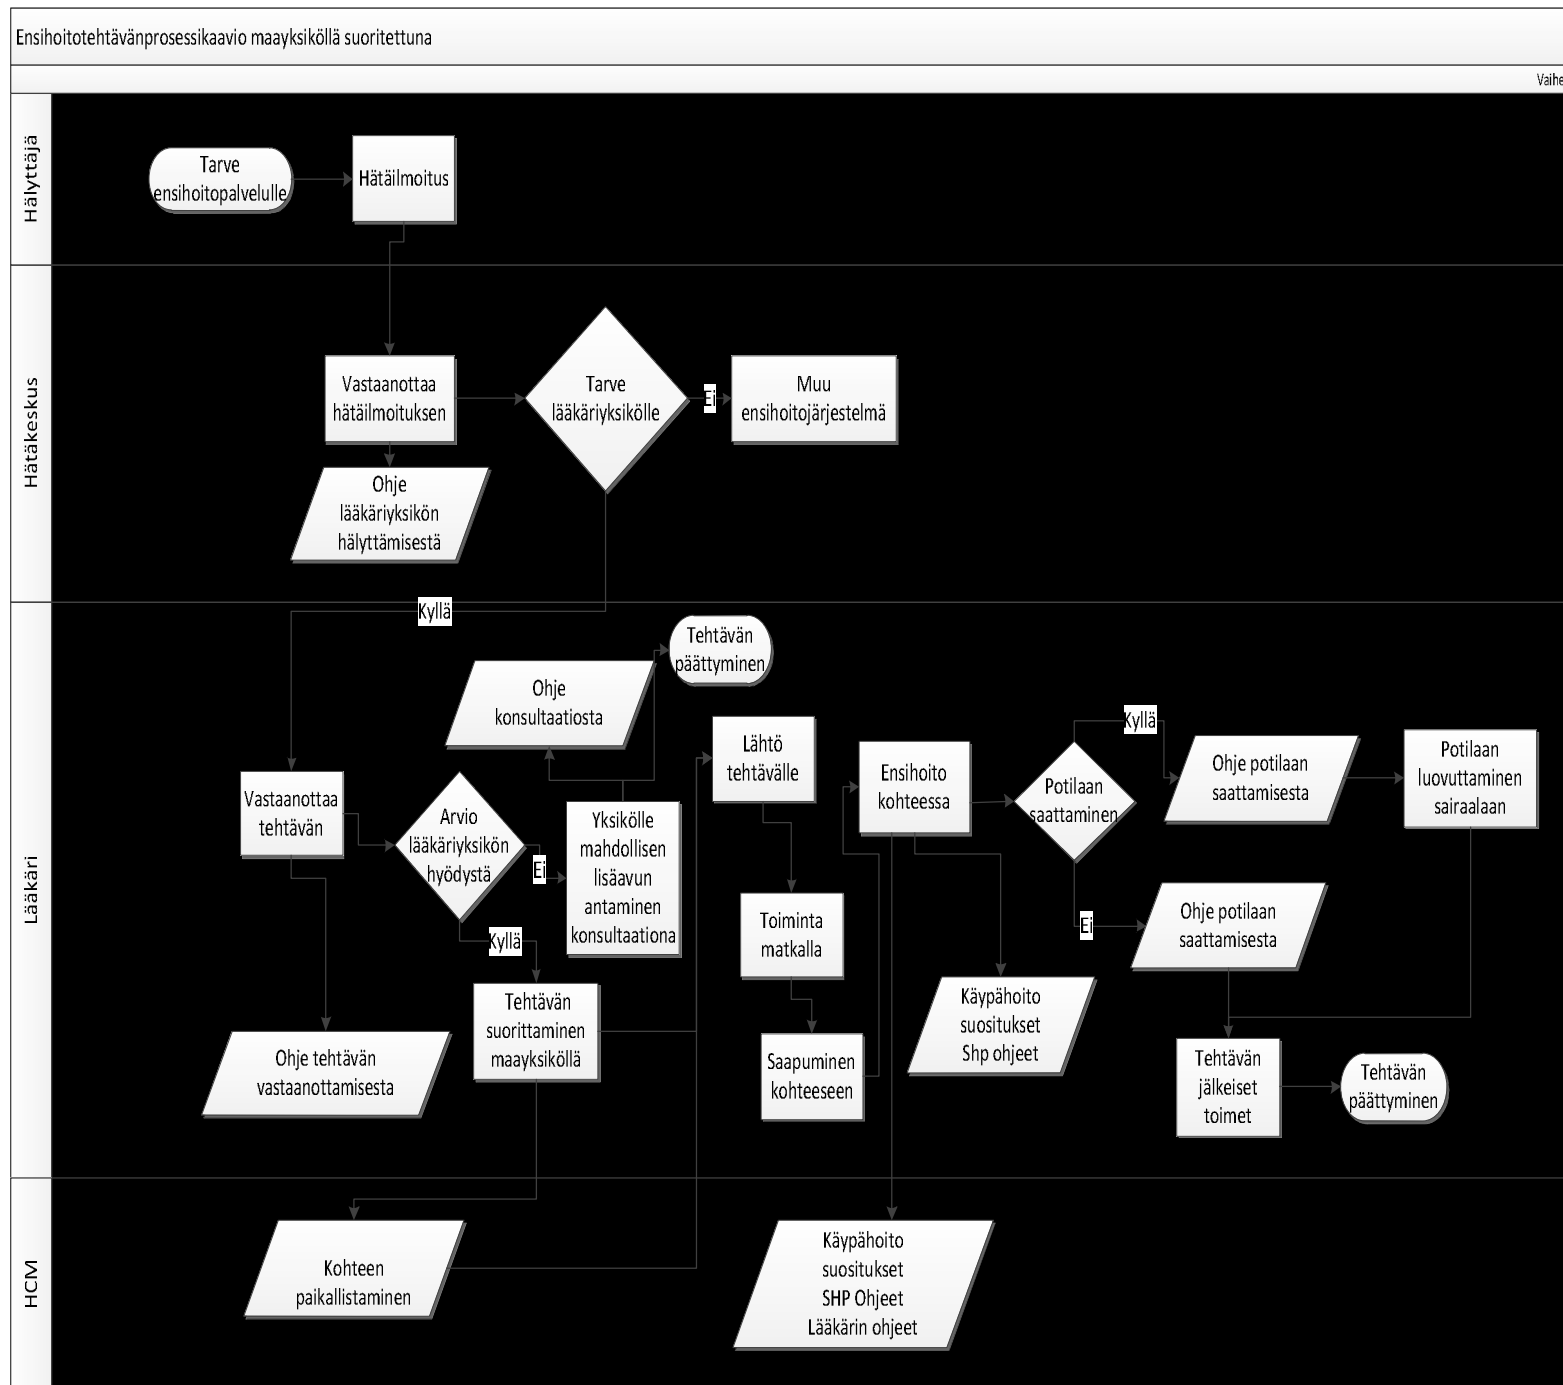 Ensihoitotehtävänprosessikaavio maayksiköllä suoritettuna
Vaihe
Hälyttäjä
Tarve
ensihoitopalvelulle
Hätäilmoitus
Hätäkeskus
Vastaanottaa
hätäilmoituksen
Tarve
lääkäriyksikölle
Ei
Muu
ensihoitojärjestelmä
Ohje
lääkäriyksikön
hälyttämisestä
Kyllä
Lääkäri
Tehtävän
päättyminen
Ohje
konsultaatiosta
Vastaanottaa
tehtävän
Arvio
lääkäriyksikön
hyödystä
Ei
Yksikölle
mahdollisen
lisäavun
antaminen
konsultaationa
Kyllä
Tehtävän
suorittaminen
maayksiköllä
Ohje tehtävän
vastaanottamisesta
Lähtö
tehtävälle
Toiminta
matkalla
Saapuminen
kohteeseen
Ensihoito
kohteessa
Potilaan
saattaminen
Kyllä
Ohje potilaan
saattamisesta
Potilaan
luovuttaminen
sairaalaan
Ei
Ohje potilaan
saattamisesta
Käypähoito
suositukset
Shp ohjeet
Tehtävän
jälkeiset
toimet
Tehtävän
päättyminen
HCM
Kohteen
paikallistaminen
Käypähoito
suositukset
SHP Ohjeet
Lääkärin ohjeet